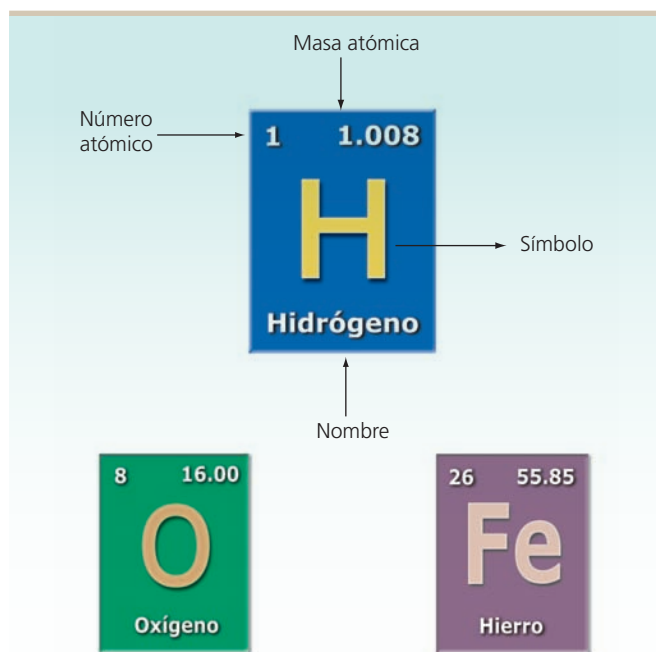 Masa atómica
Número
atómico
1 1.008
H
Símbolo
Hidrógeno
Nombre
8 16.00
O
Oxígeno
26 55.85
Fe
Hierro